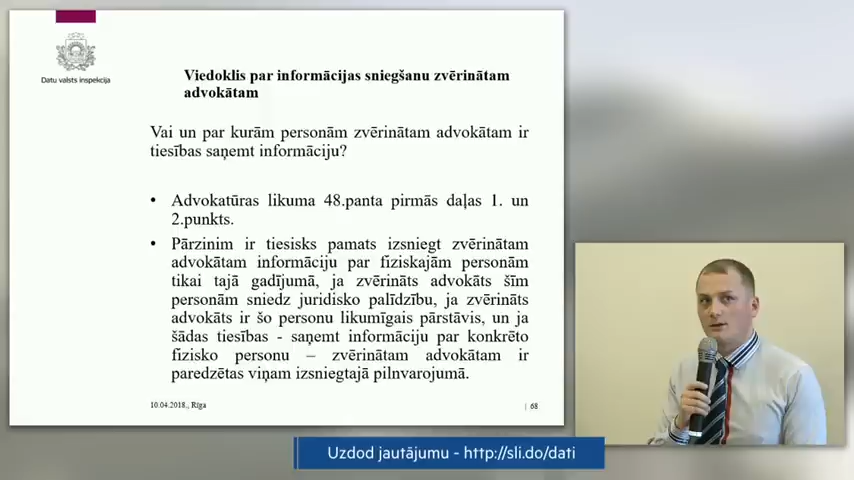 Datu valsts inspekcija
Viedoklis par informācijas sniegšanu zvērinātam
advokātam
Vai un par kurām personām zvērinātam advokātam ir
tiesības saņemt informāciju?
• Advokatūras likuma 48.panta pirmās daļas 1. un
2.punkts.
• Pārzinim ir tiesisks pamats izsniegt zvērinātam
advokātam informāciju par fiziskajām personām
tikai tajā gadījumā, ja zvērināts advokāts šīm
personām sniedz juridisko palīdzību, ja zvērināts
advokāts ir šo personu likumīgais pārstāvis, un ja
šādas tiesības - saņemt informāciju par konkrēto
fizisko personu – zvērinātam advokātam ir
paredzētas viņam izsniegtajā pilnvarojumā.
10.04.2018., Rīga
| 68
Uzdod jautājumu - http://sli.do/dati